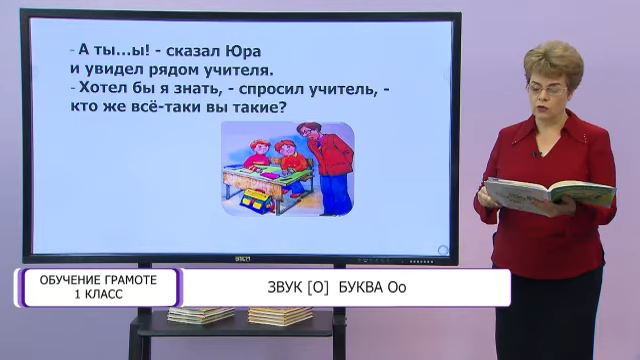 - А ты...ы! - сказал Юра
и увидел рядом учителя.
- Хотел бы я знать, - спросил учитель, -
кто же всё-таки вы такие?
ОБУЧЕНИЕ ГРАМОТЕ
1 КЛАСС
ЗВУК [О] БУКВА Оо